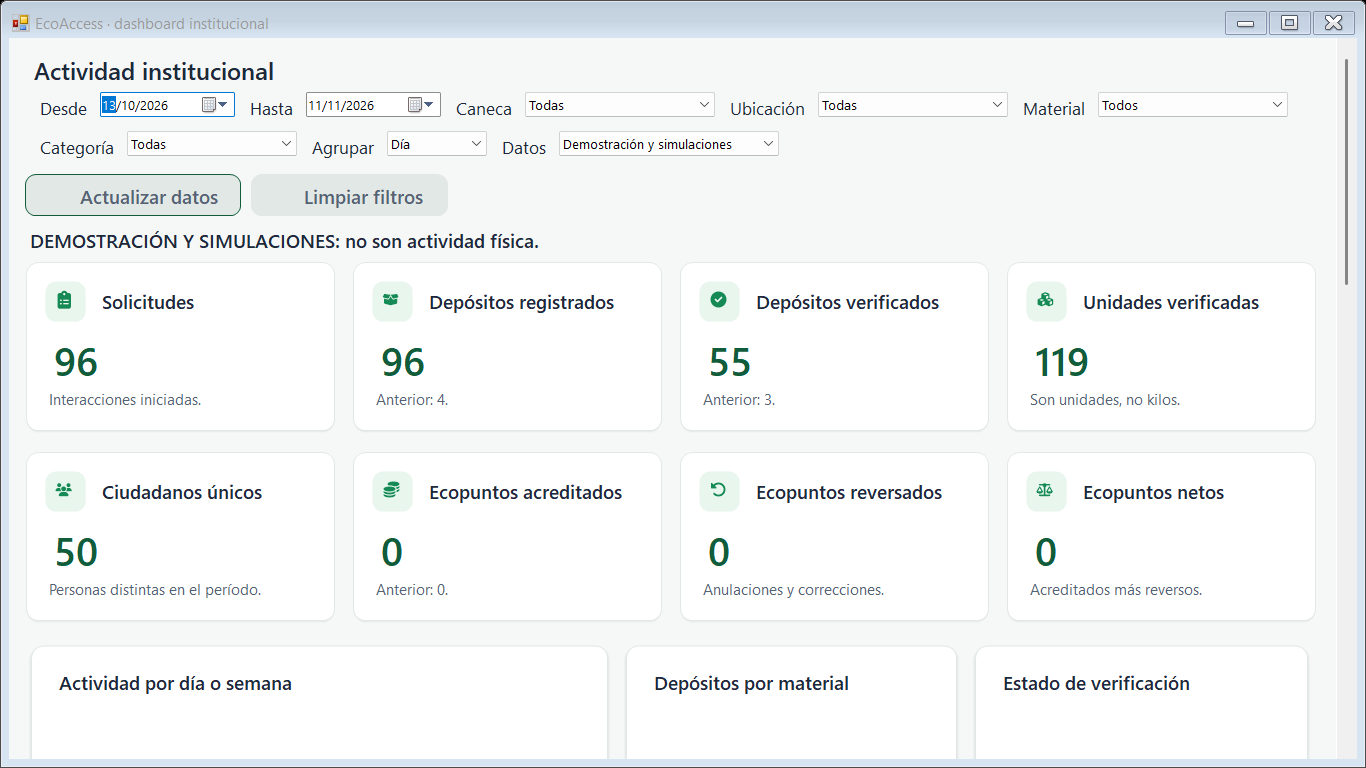 EcoAccess · dashboard institucional
Actividad institucional
Desde 13/10/2026 Hasta 11/11/2026 Caneca Todas Ubicación Todas Material Todos
Categoría Todas Agrupar Día Datos Demostración y simulaciones
Actualizar datos Limpiar filtros
DEMOSTRACIÓN Y SIMULACIONES: no son actividad física.
Solicitudes
96
Interacciones iniciadas.
Depósitos registrados
96
Anterior: 4.
Depósitos verificados
55
Anterior: 3.
Unidades verificadas
119
Son unidades, no kilos.
Ciudadanos únicos
50
Personas distintas en el período.
Ecopuntos acreditados
0
Anterior: 0.
Ecopuntos reversados
0
Anulaciones y correcciones.
Ecopuntos netos
0
Acreditados más reversos.
Actividad por día o semana
Depósitos por material
Estado de verificación